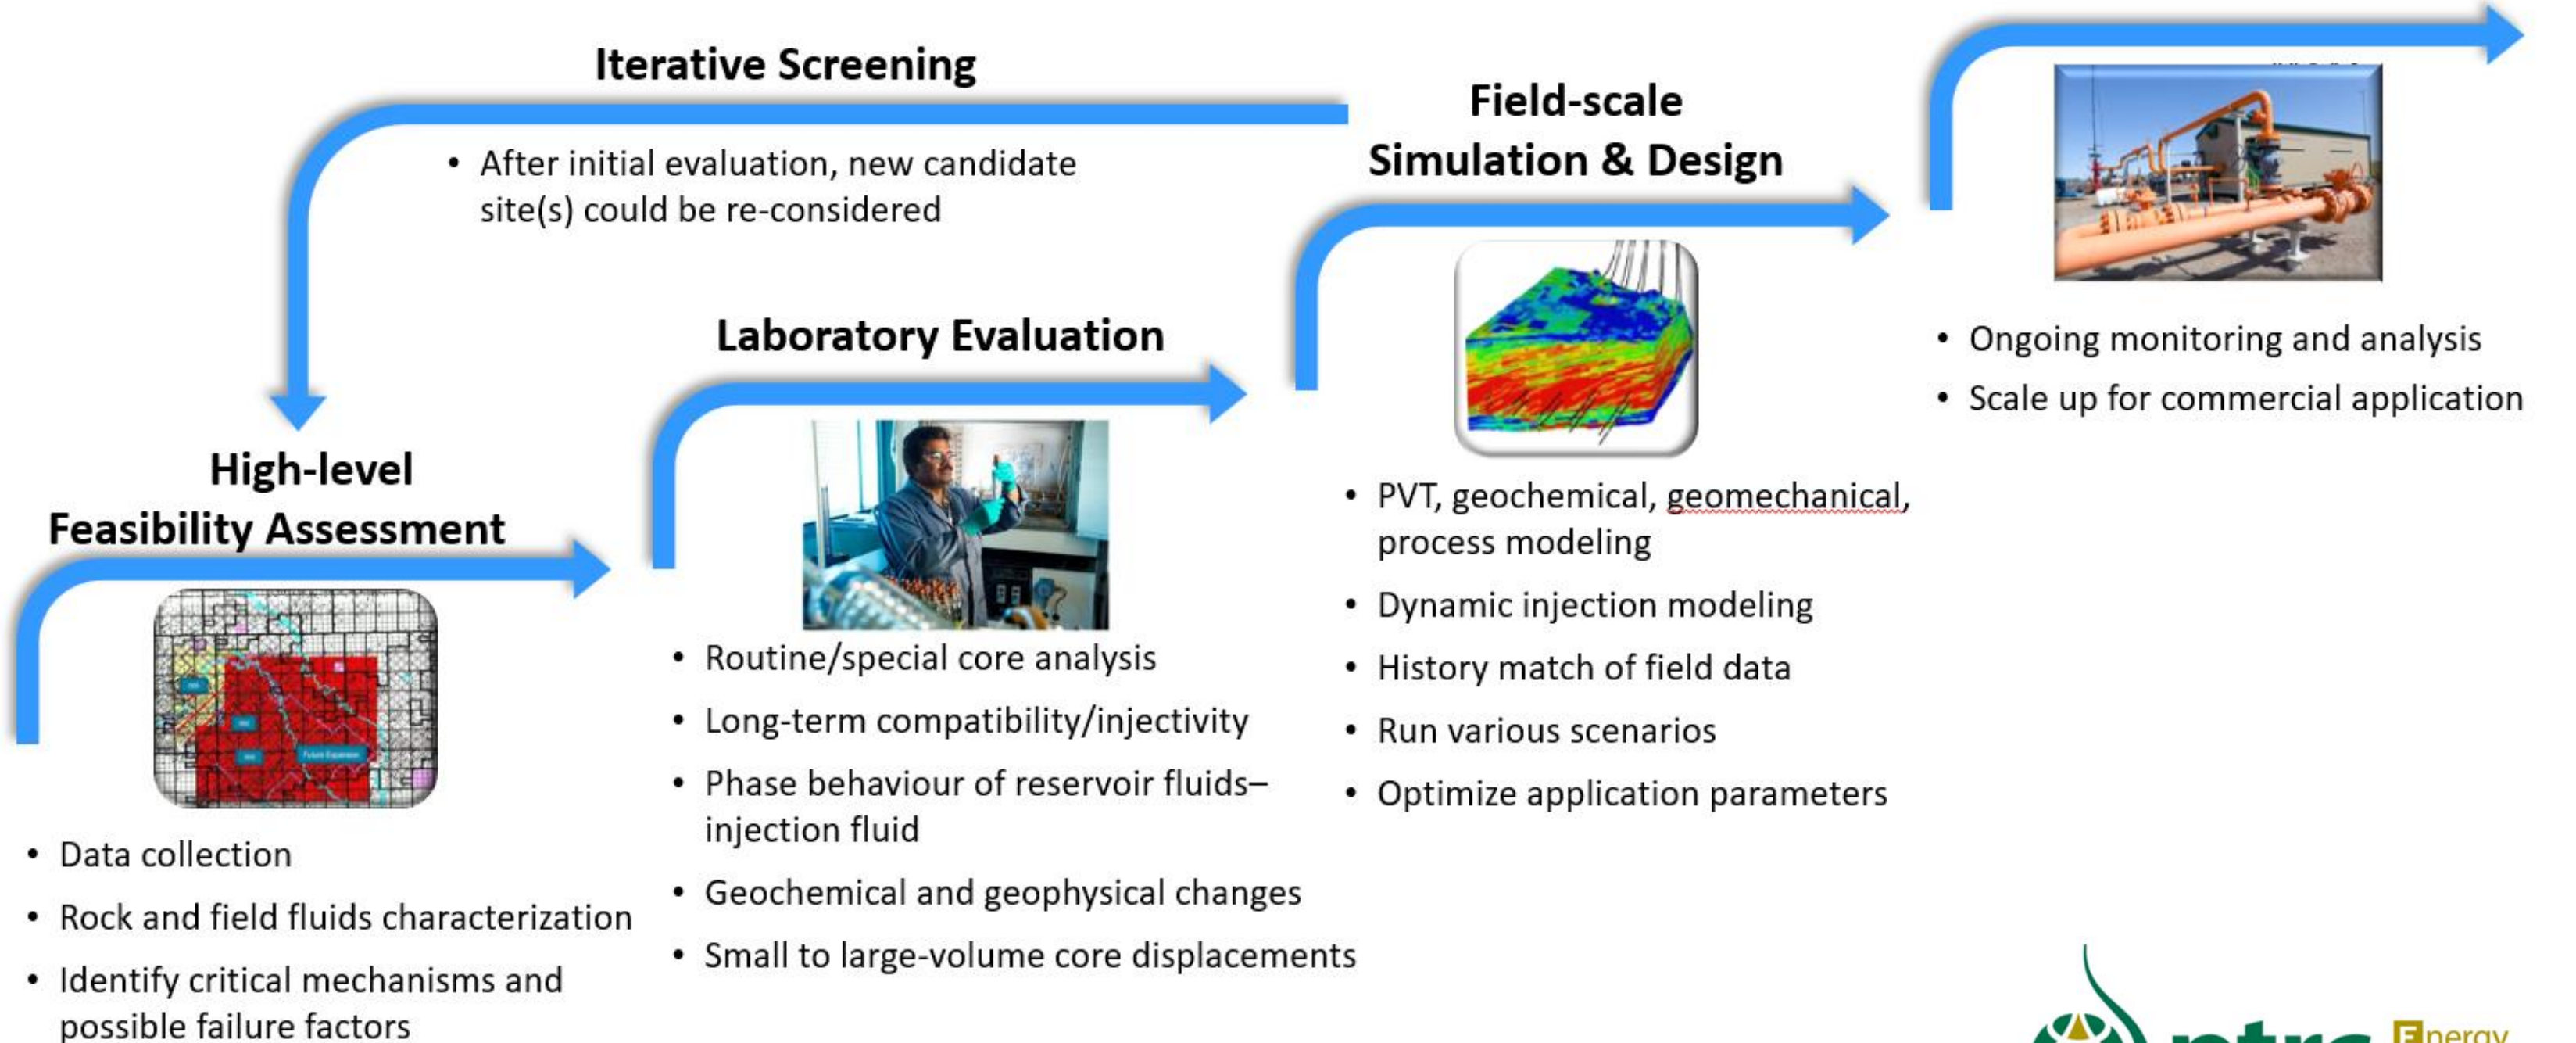 Iterative Screening
• After initial evaluation, new candidate
site(s) could be re-considered
High-level
Feasibility Assessment
Future Expansion
• Data collection
• Rock and field fluids characterization
• Identify critical mechanisms and
possible failure factors
Laboratory Evaluation
• Routine/special core analysis
• Long-term compatibility/injectivity
• Phase behaviour of reservoir fluids–
injection fluid
• Geochemical and geophysical changes
• Small to large-volume core displacements
Field-scale
Simulation & Design
• PVT, geochemical, geomechanical,
process modeling
• Dynamic injection modeling
• History match of field data
• Run various scenarios
• Optimize application parameters
• Ongoing monitoring and analysis
• Scale up for commercial application
ptrc Energy